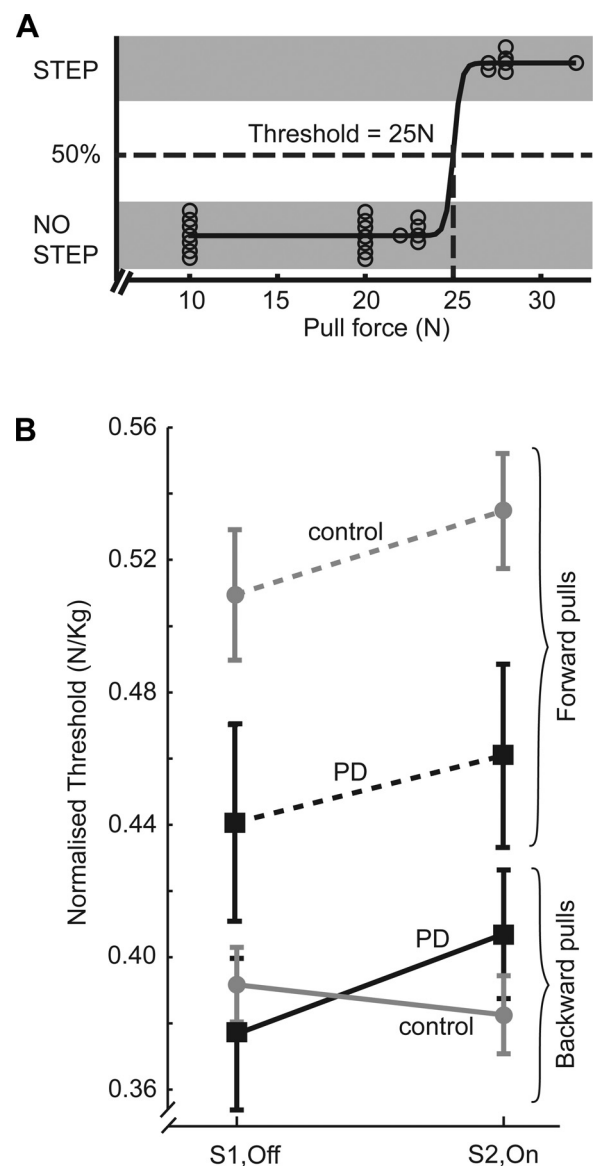 A
STEP
Threshold = 25N
50%
NO
STEP
10 15 20 25 30
Pull force (N)
B
0.56
0.52
0.48
0.44
0.40
0.36
Normalised Threshold (N/Kg)
control
PD
PD
control
Forward pulls
Backward pulls
S1,Off S2,On